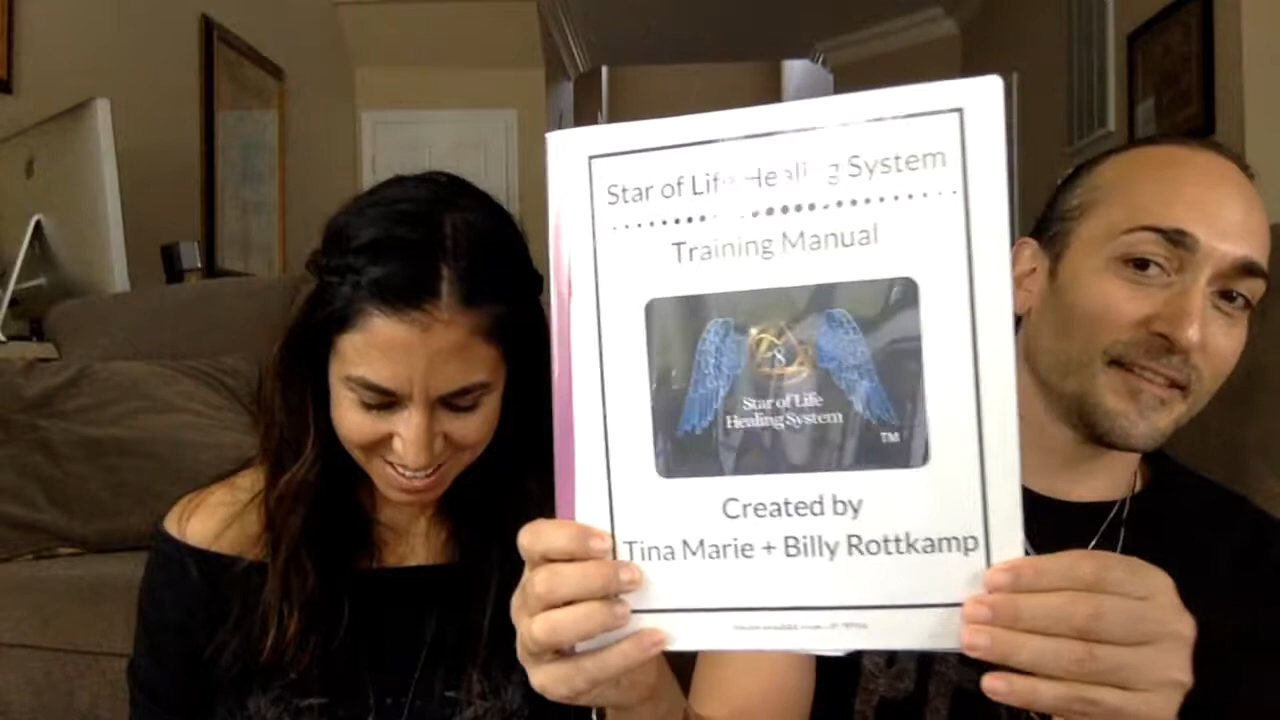 Star of Life Healing System
Training Manual
8
Star of Life
Healing System
TM
Created by
Tina Marie + Billy Rottkamp